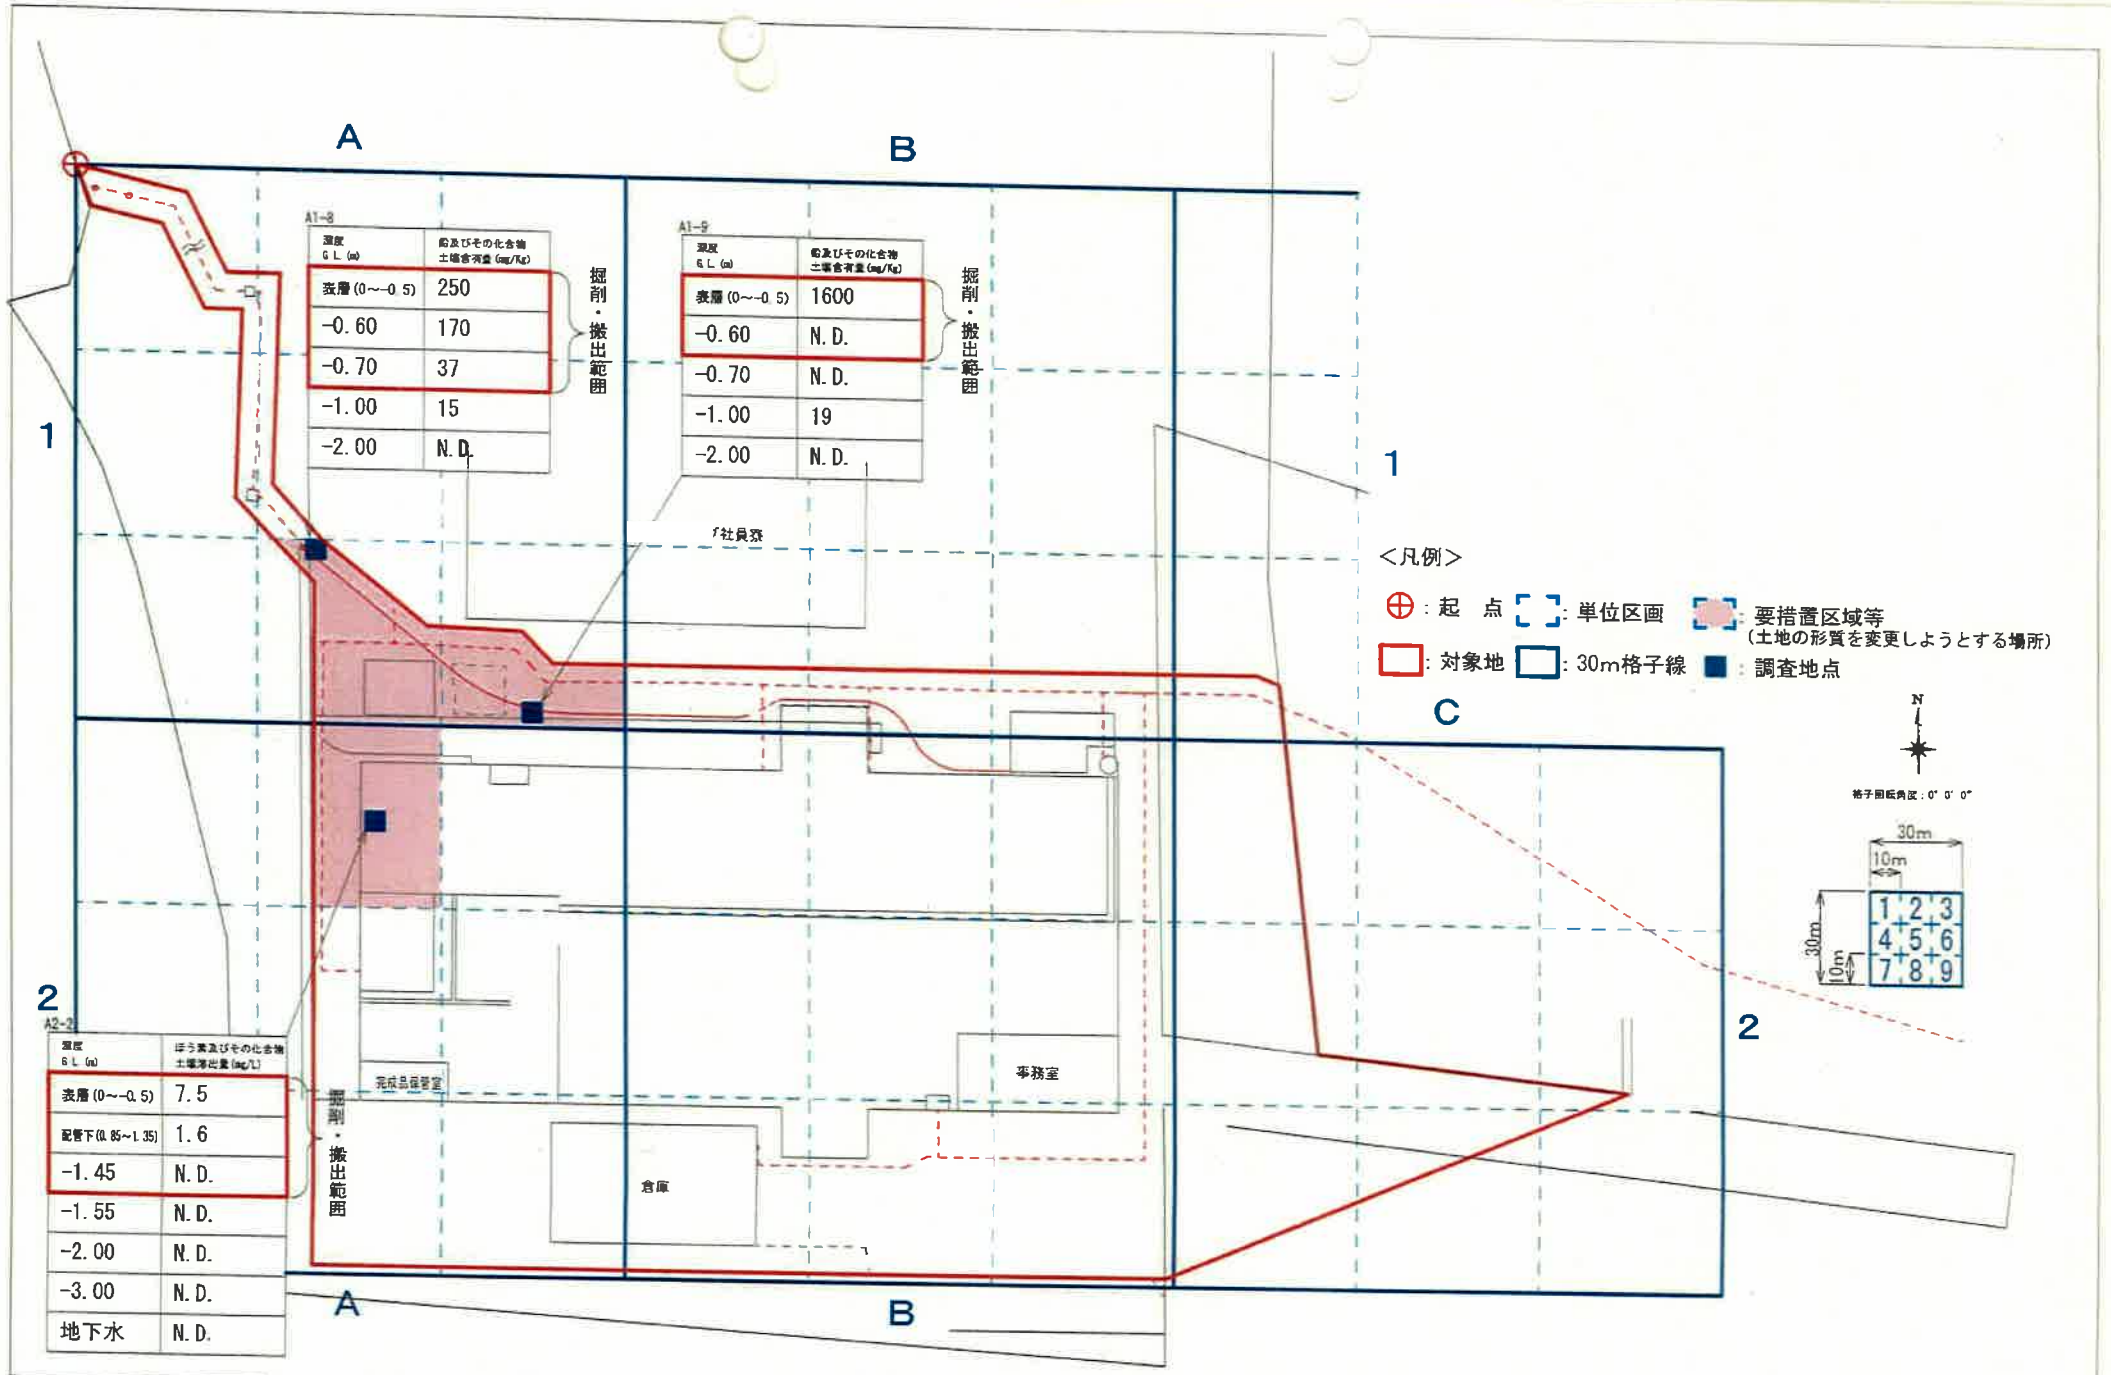 A
B
A1-8
深度
G L (m)
鉛及びその化合物
土壌含有量(mg/Kg)
表層(0~-0.5)
250
-0.60
170
-0.70
37
-1.00
15
-2.00
N.D.
掘削・搬出範囲
A1-9
深度
G L (m)
鉛及びその化合物
土壌含有量(mg/Kg)
表層(0~-0.5)
1600
-0.60
N.D.
-0.70
N.D.
-1.00
19
-2.00
N.D.
掘削・搬出範囲
1
1
社員寮
<凡例>
:起 点
:単位区画
:要措置区域等
(土地の形質を変更しようとする場所)
:対象地
:30m格子線
:調査地点
C
N
格子回転角度:0° 0' 0"
30m
10m
30m
10m
1 2 3
4 5 6
7 8 9
2
2
A2-2
深度
G L (m)
ほう素及びその化合物
土壌溶出量(mg/L)
表層(0~-0.5)
7.5
配管下(0.85~1.35)
1.6
-1.45
N.D.
-1.55
N.D.
-2.00
N.D.
-3.00
N.D.
地下水
N.D.
掘削・搬出範囲
完成品保管室
事務室
倉庫
A
B